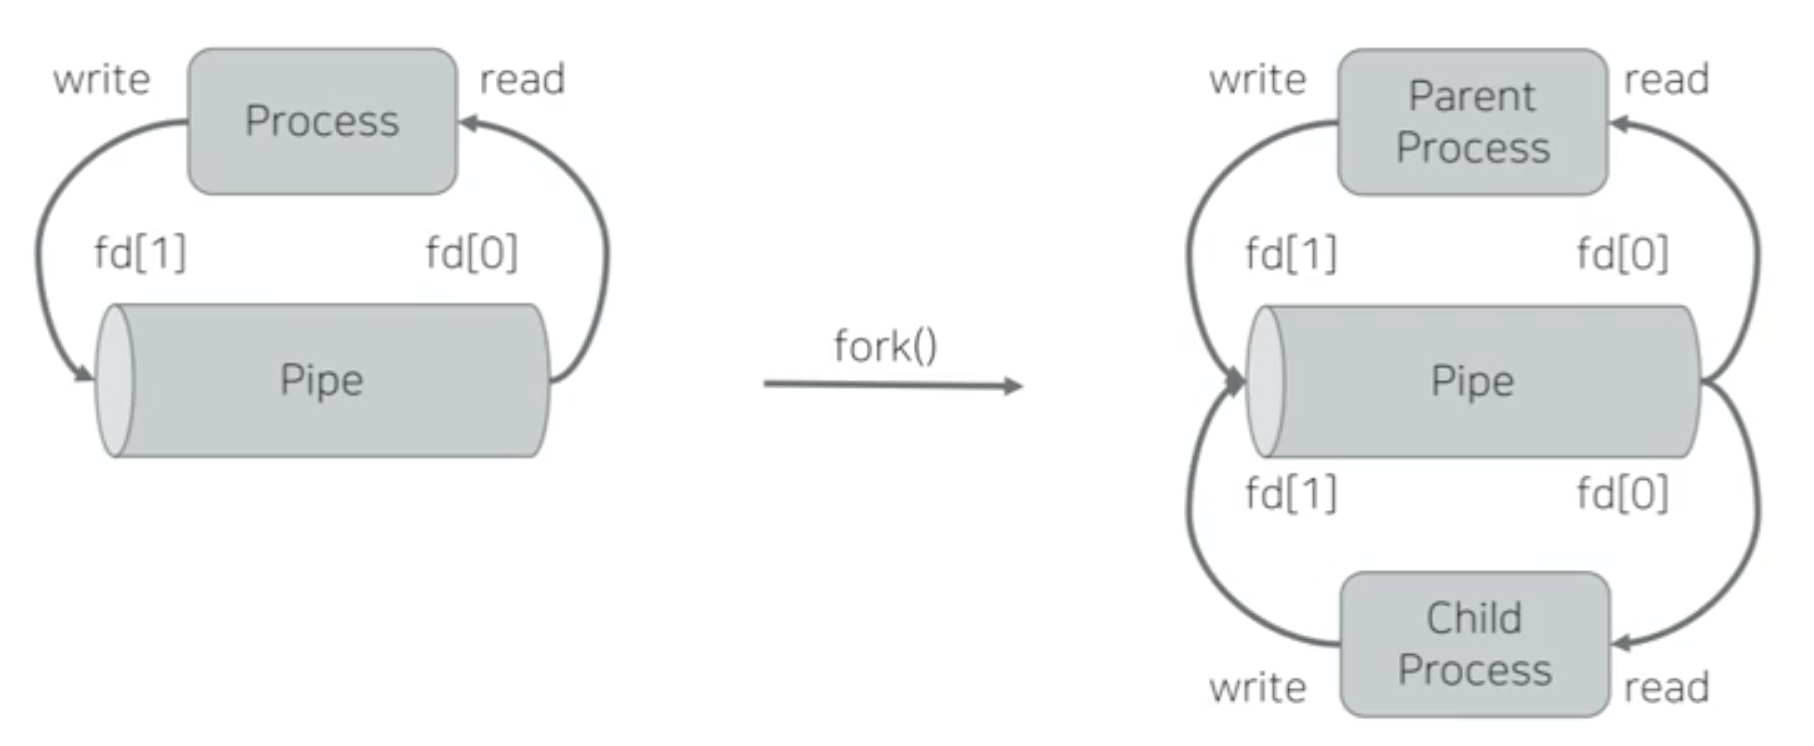 write
Process
read
fd[1]
fd[0]
Pipe
fork()
write
Parent
Process
read
fd[1]
fd[0]
Pipe
fd[1]
fd[0]
Child
Process
write
read